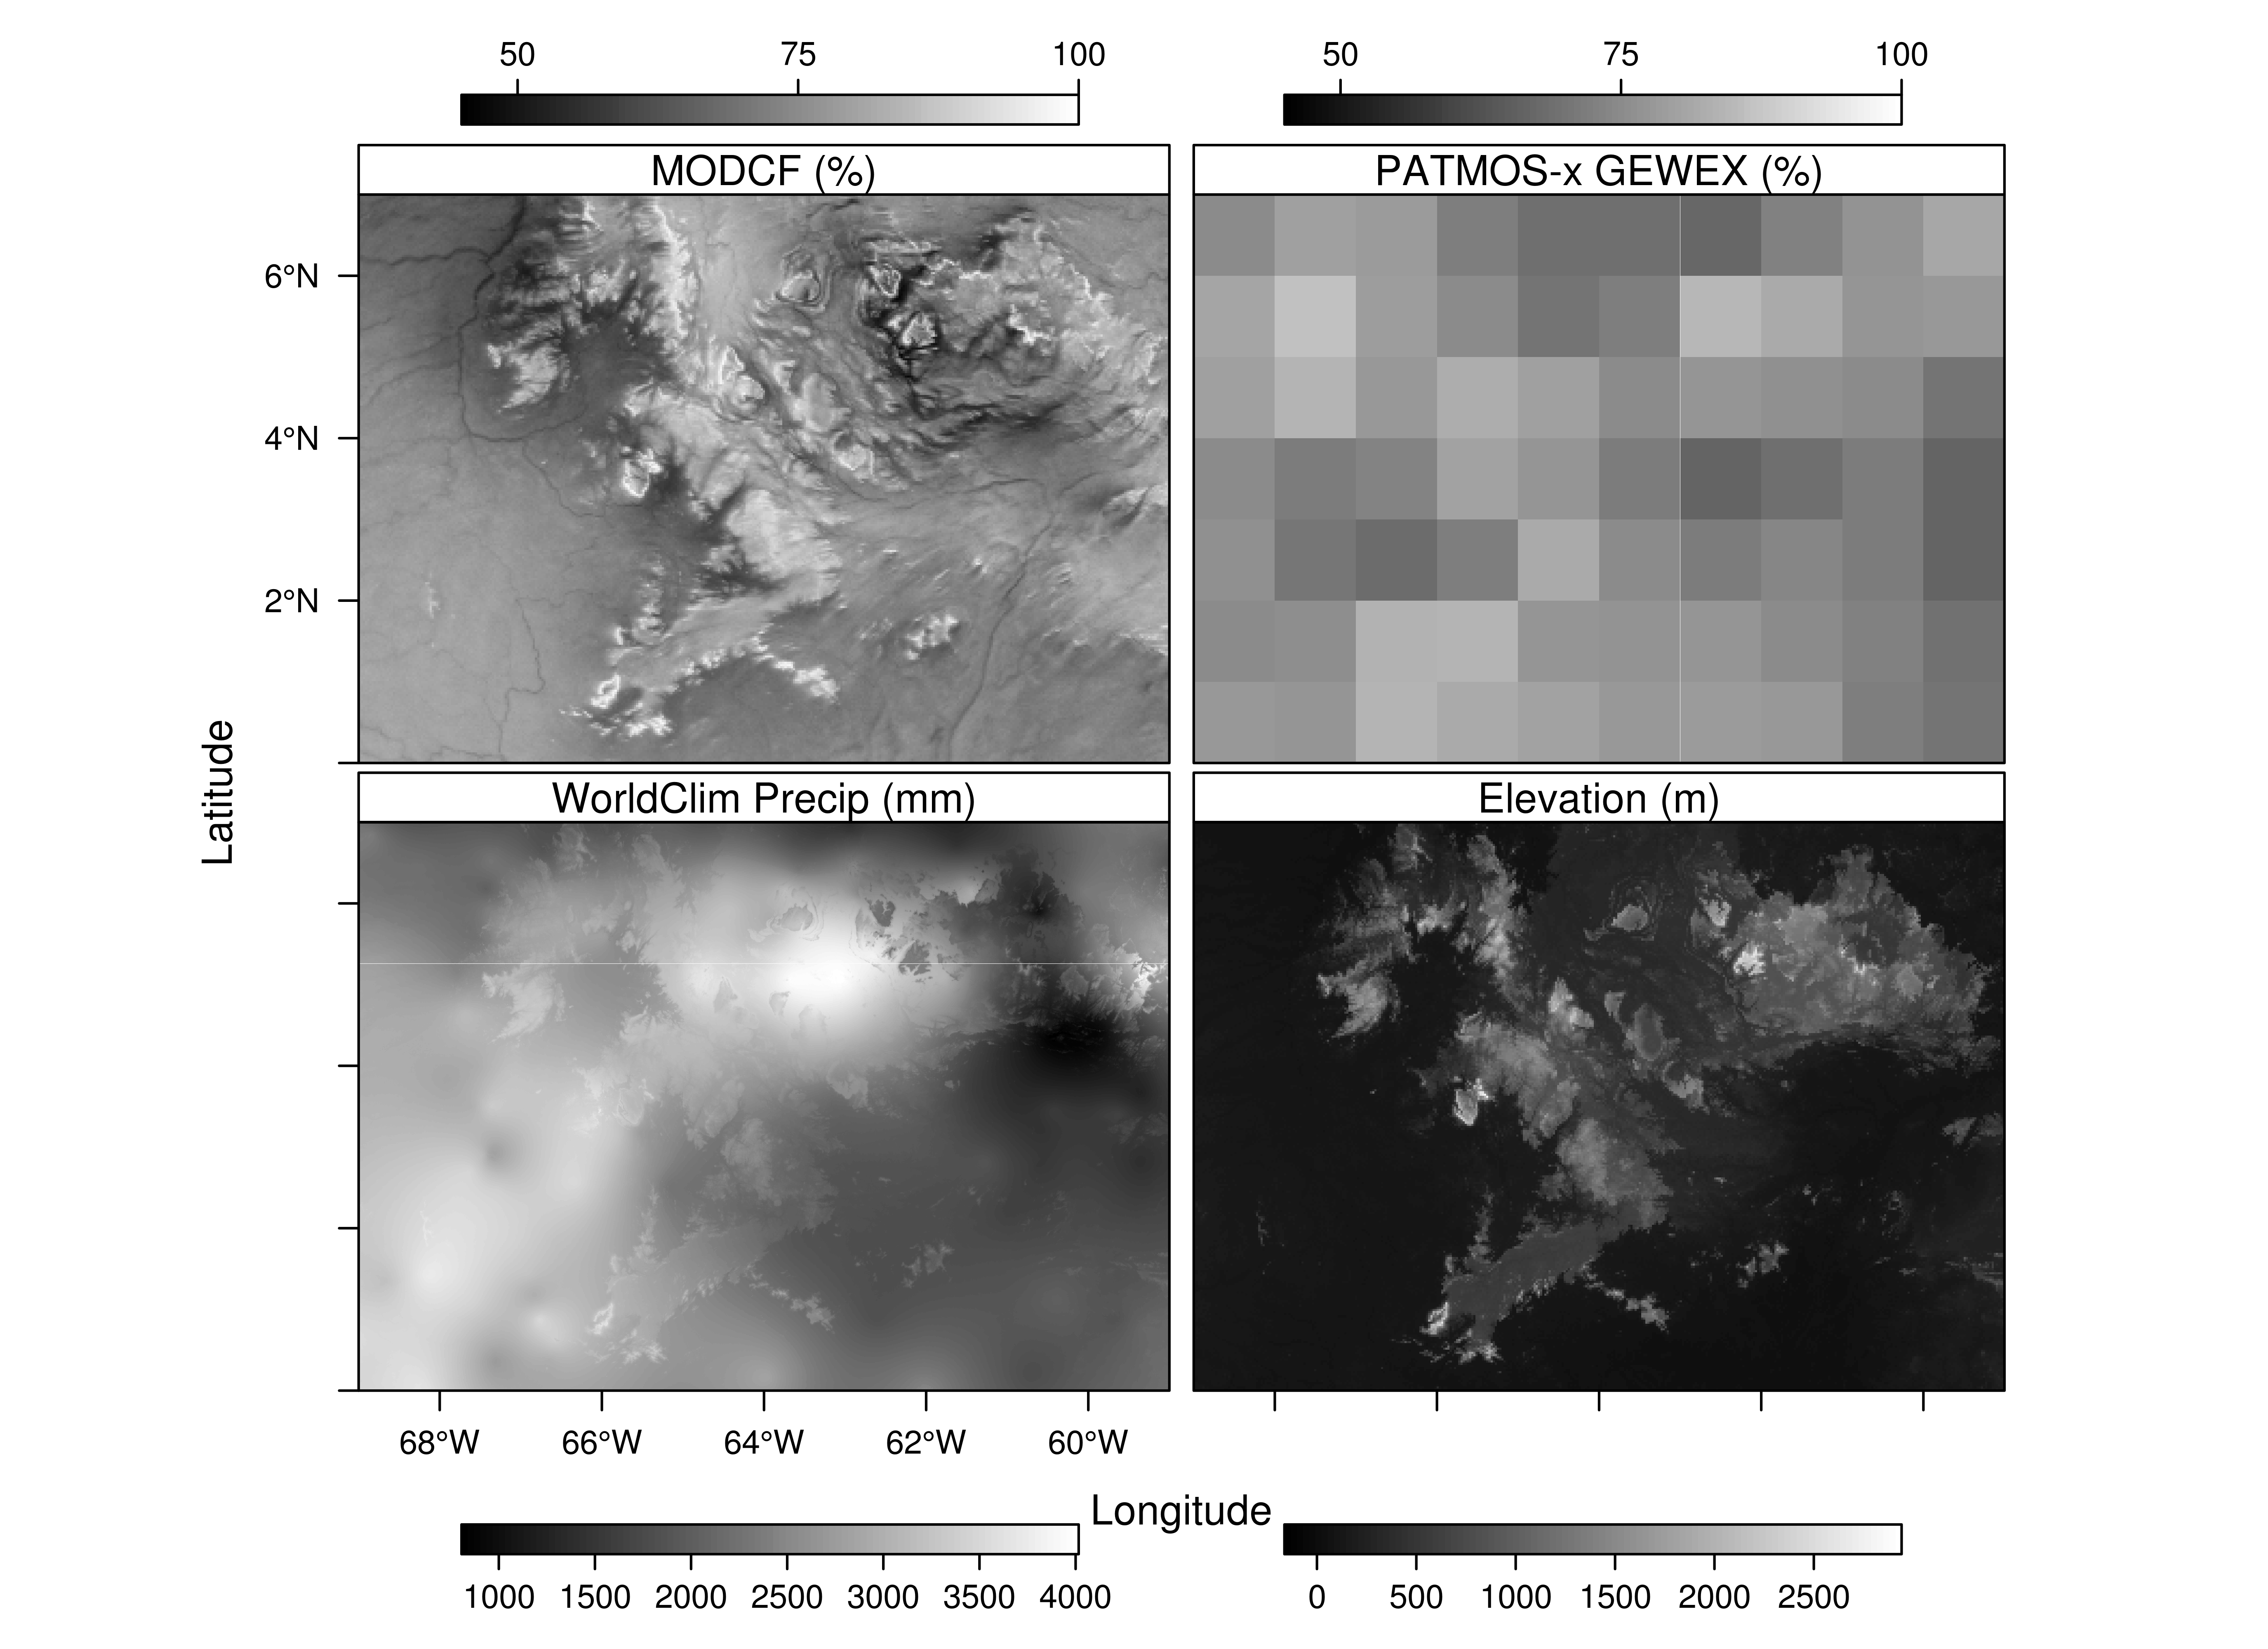 50 75 100
50 75 100
MODCF (%)
PATMOS-x GEWEX (%)
6°N
4°N
2°N
Latitude
WorldClim Precip (mm)
Elevation (m)
68°W 66°W 64°W 62°W 60°W
Longitude
1000 1500 2000 2500 3000 3500 4000
0 500 1000 1500 2000 2500